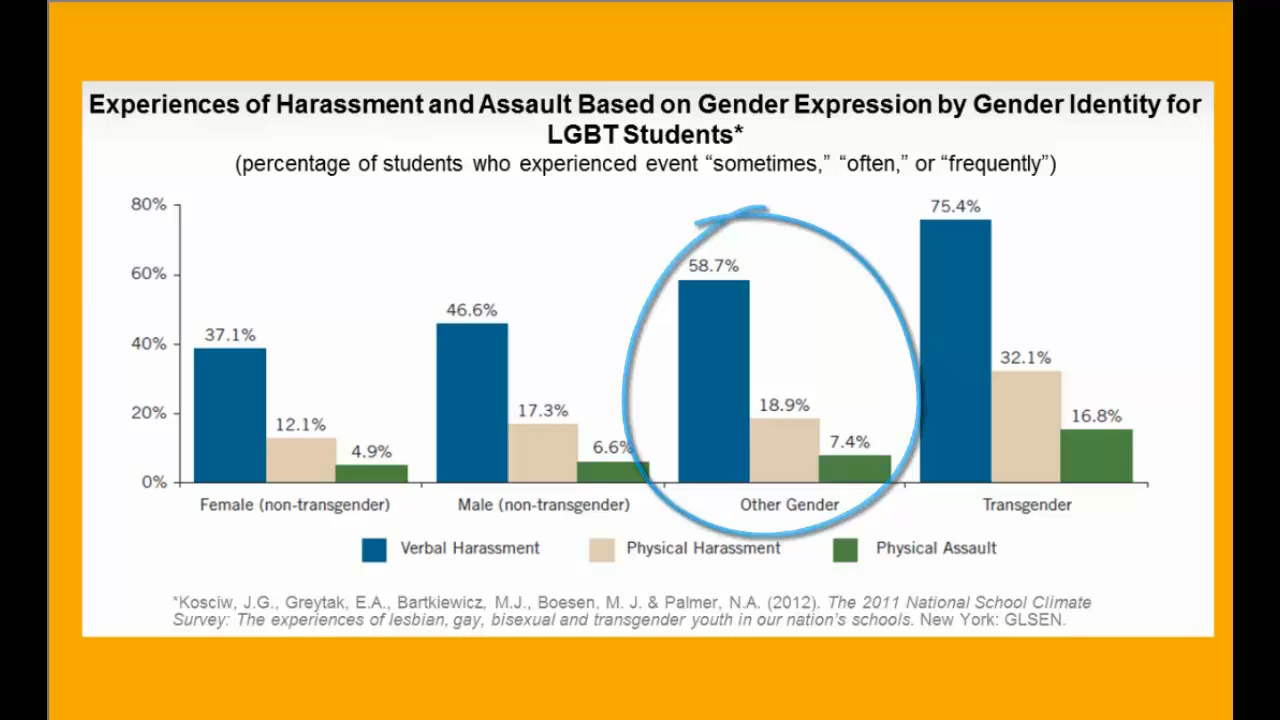 Experiences of Harassment and Assault Based on Gender Expression by Gender Identity for
LGBT Students*
(percentage of students who experienced event “sometimes,” “often,” or “frequently”)
80%
60%
40%
20%
0%
37.1%
12.1%
4.9%
46.6%
17.3%
6.6%
58.7%
18.9%
7.4%
75.4%
32.1%
16.8%
Female (non-transgender)
Male (non-transgender)
Other Gender
Transgender
Verbal Harassment
Physical Harassment
Physical Assault
*Kosciw, J.G., Greytak, E.A., Bartkiewicz, M.J., Boesen, M. J. & Palmer, N.A. (2012). The 2011 National School Climate
Survey: The experiences of lesbian, gay, bisexual and transgender youth in our nation’s schools. New York: GLSEN.